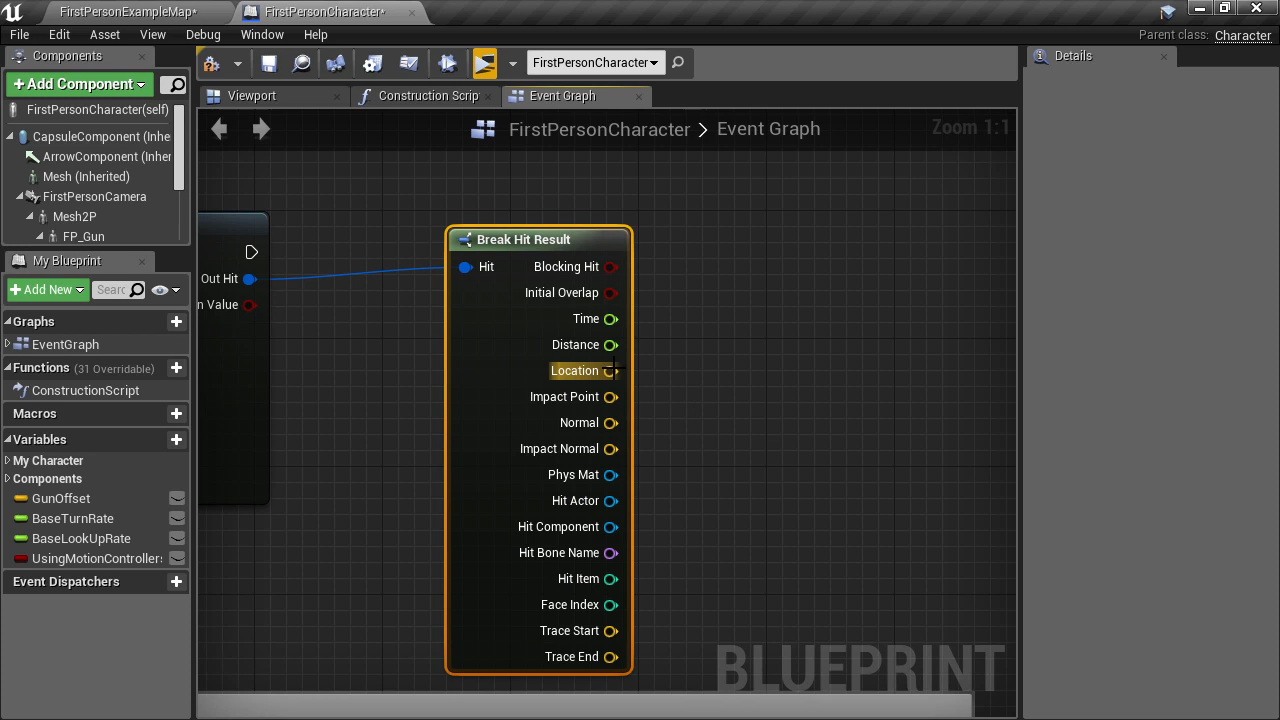 FirstPersonExampleMap*
FirstPersonCharacter*
File Edit Asset View Debug Window Help
Parent class: Character
Components
Details
+Add Component
FirstPersonCharacter
Viewport
Construction Scrip
Event Graph
FirstPersonCharacter(self)
CapsuleComponent (Inhe
ArrowComponent (Inher
Mesh (Inherited)
FirstPersonCamera
Mesh2P
FP_Gun
FirstPersonCharacter > Event Graph
Zoom 1:1
My Blueprint
+Add New
Searc
Graphs
EventGraph
Functions (31 Overridable)
ConstructionScript
Macros
Variables
My Character
Components
GunOffset
BaseTurnRate
BaseLookUpRate
UsingMotionControllers
Event Dispatchers
Out Hit
n Value
Break Hit Result
Hit
Blocking Hit
Initial Overlap
Time
Distance
Location
Impact Point
Normal
Impact Normal
Phys Mat
Hit Actor
Hit Component
Hit Bone Name
Hit Item
Face Index
Trace Start
Trace End
BLUEPRINT